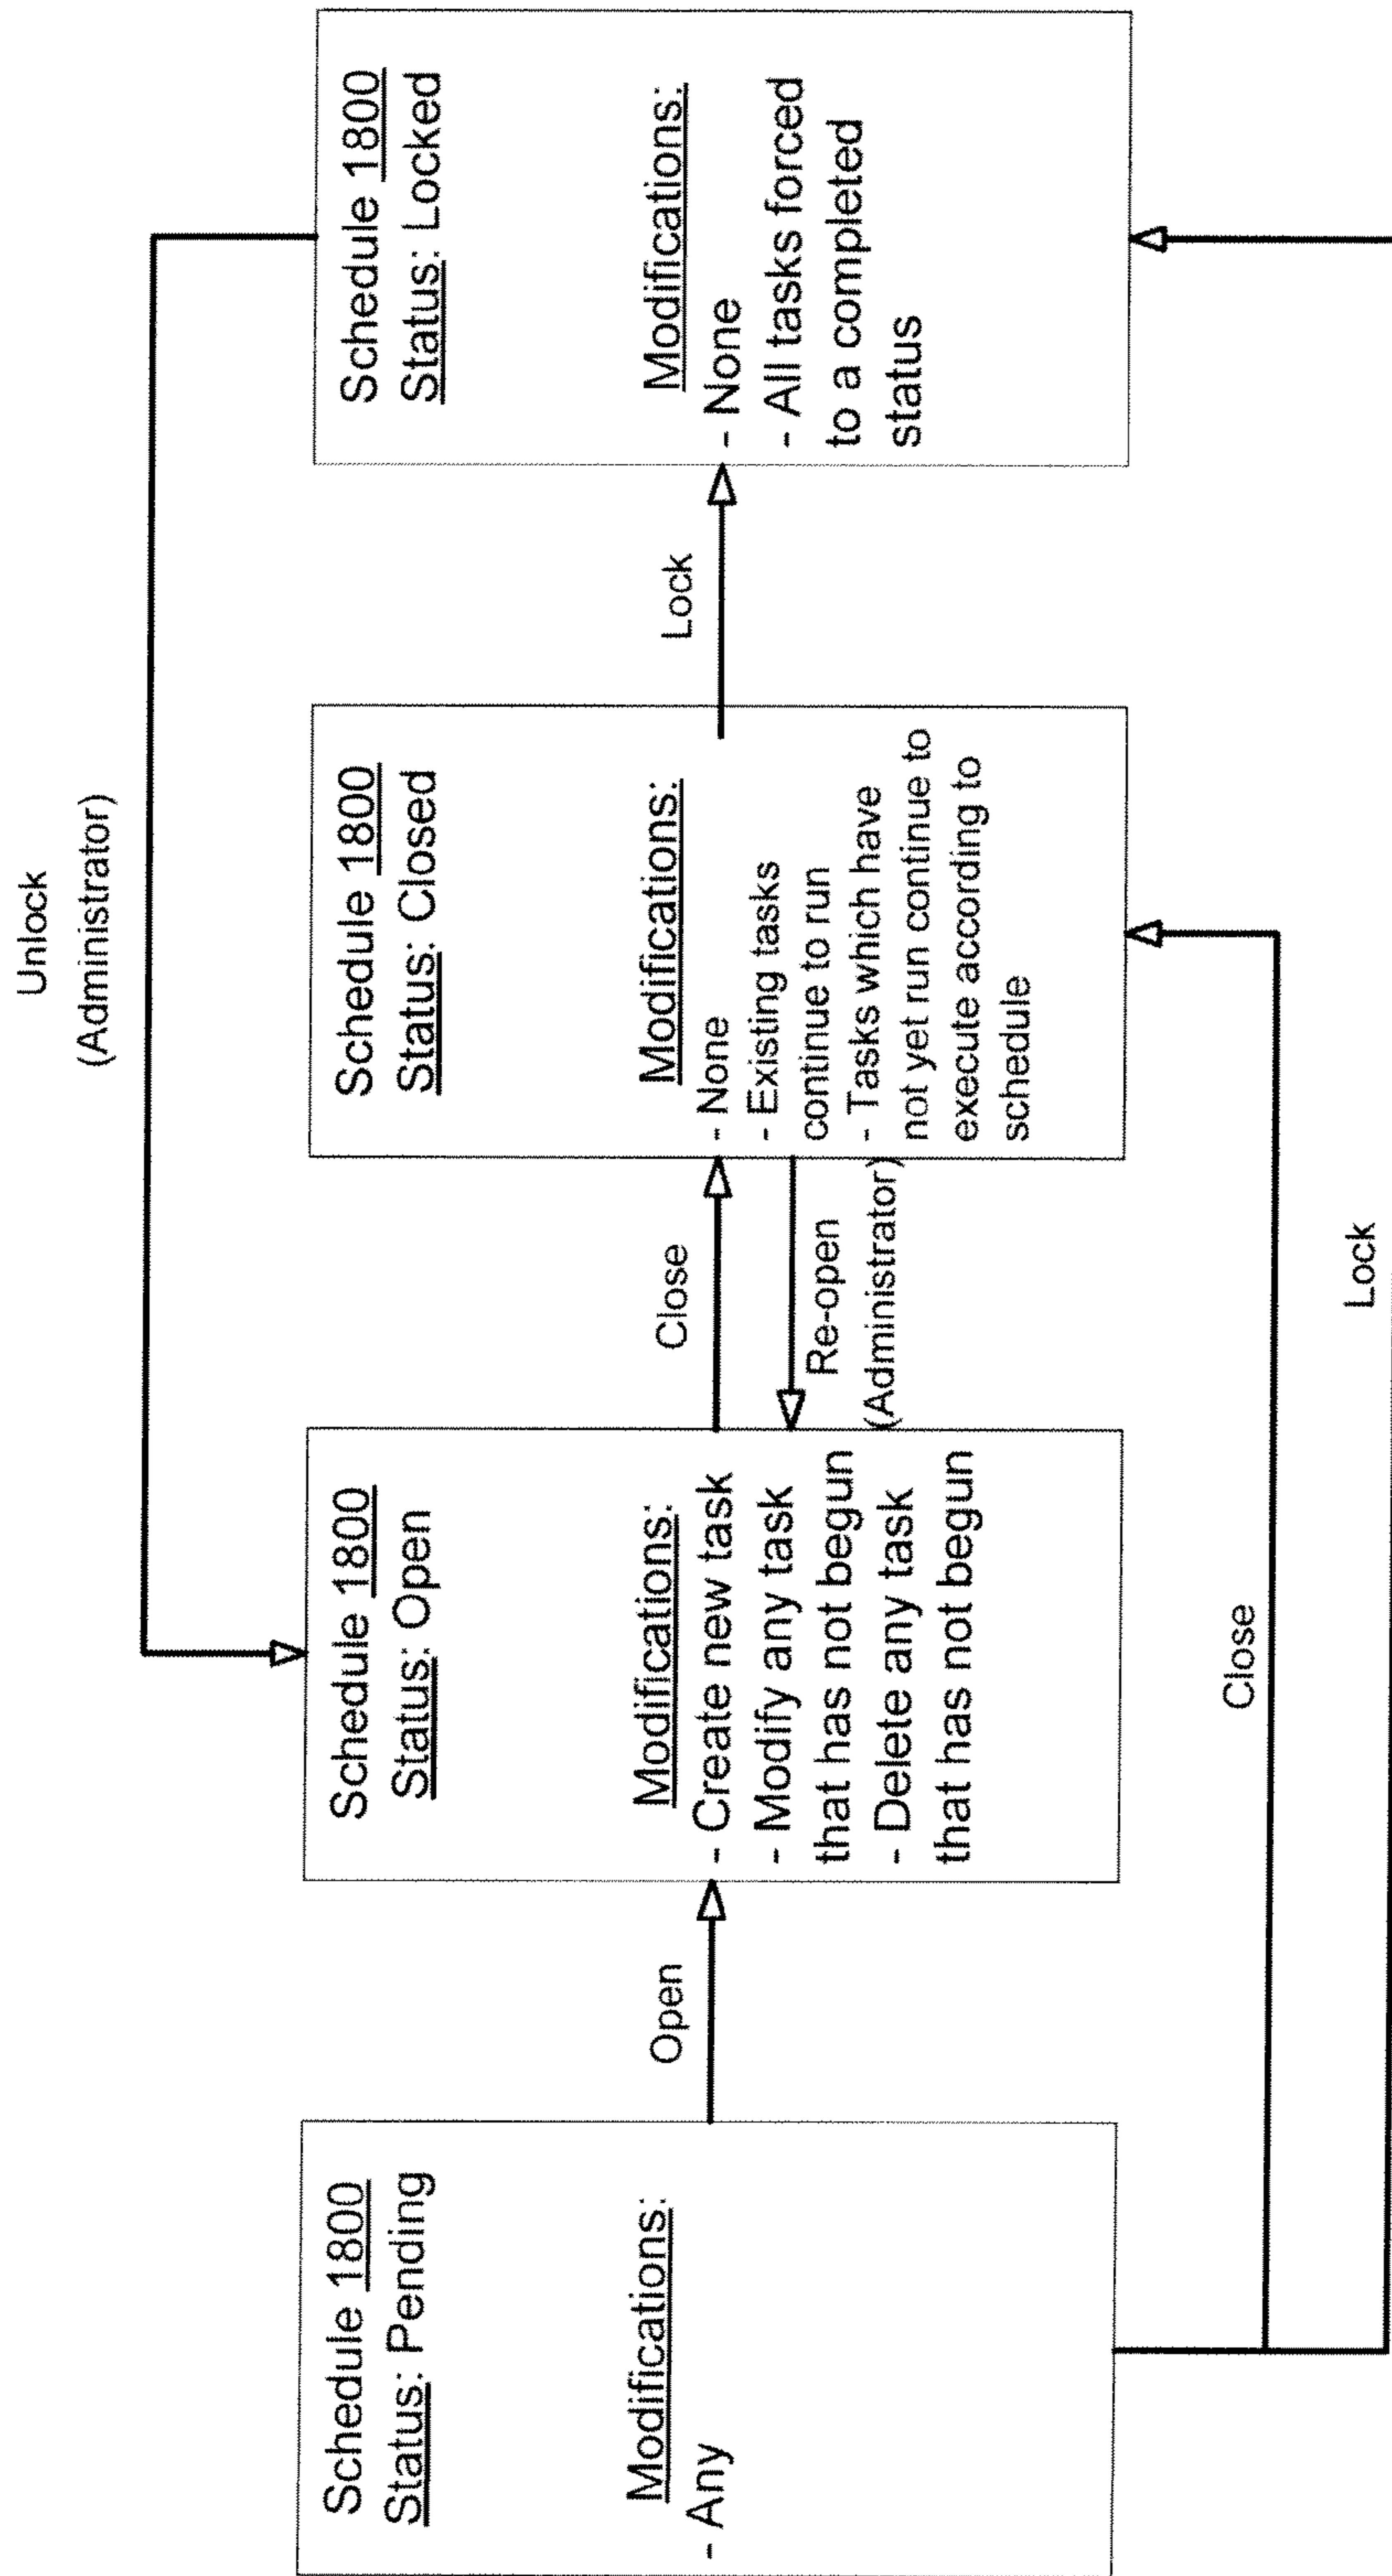 Unlock
(Administrator)
Schedule 1800
Status: Pending
Modifications:
- Any
Open
Schedule 1800
Status: Open
Modifications:
- Create new task
- Modify any task
that has not begun
- Delete any task
that has not begun
Close
Re-open
(Administrator)
Schedule 1800
Status: Closed
Modifications:
- None
- Existing tasks
continue to run
- Tasks which have
not yet run continue to
execute according to
schedule
Lock
Schedule 1800
Status: Locked
Modifications:
- None
- All tasks forced
to a completed
status
Close
Lock